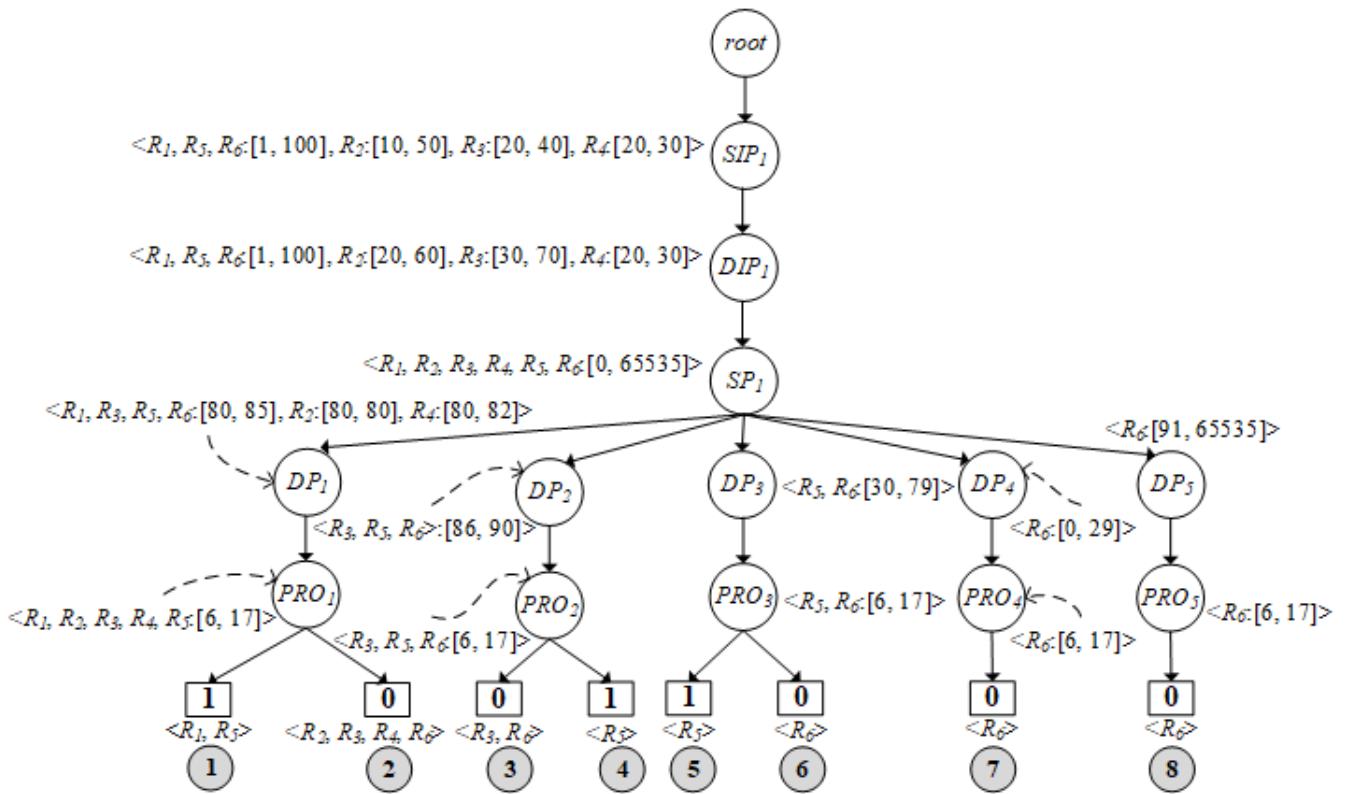 root
<R1, R5, R6:[1, 100], R2:[10, 50], R3:[20, 40], R4:[20, 30]>
SIP1
<R1, R5, R6:[1, 100], R2:[20, 60], R3:[30, 70], R4:[20, 30]>
DIP1
<R1, R2, R3, R4, R5, R6:[0, 65535]>
SP1
<R1, R3, R5, R6:[80, 85], R2:[80, 80], R4:[80, 82]>
<R6:[91, 65535]>
DP1
DP2
DP3
<R5, R6:[30, 79]>
DP4
DP5
<R3, R5, R6>:[86, 90]>
<R6:[0, 29]>
PRO1
PRO2
PRO3
<R5, R6:[6, 17]>
PRO4
PRO5
<R6:[6, 17]>
<R1, R2, R3, R4, R5:[6, 17]>
<R3, R5, R6:[6, 17]>
<R6:[6, 17]>
1 0 0 1 1 0 0 0
<R1, R5> <R2, R3, R4, R6> <R3, R6> <R5> <R5> <R6> <R6> <R6>
1 2 3 4 5 6 7 8